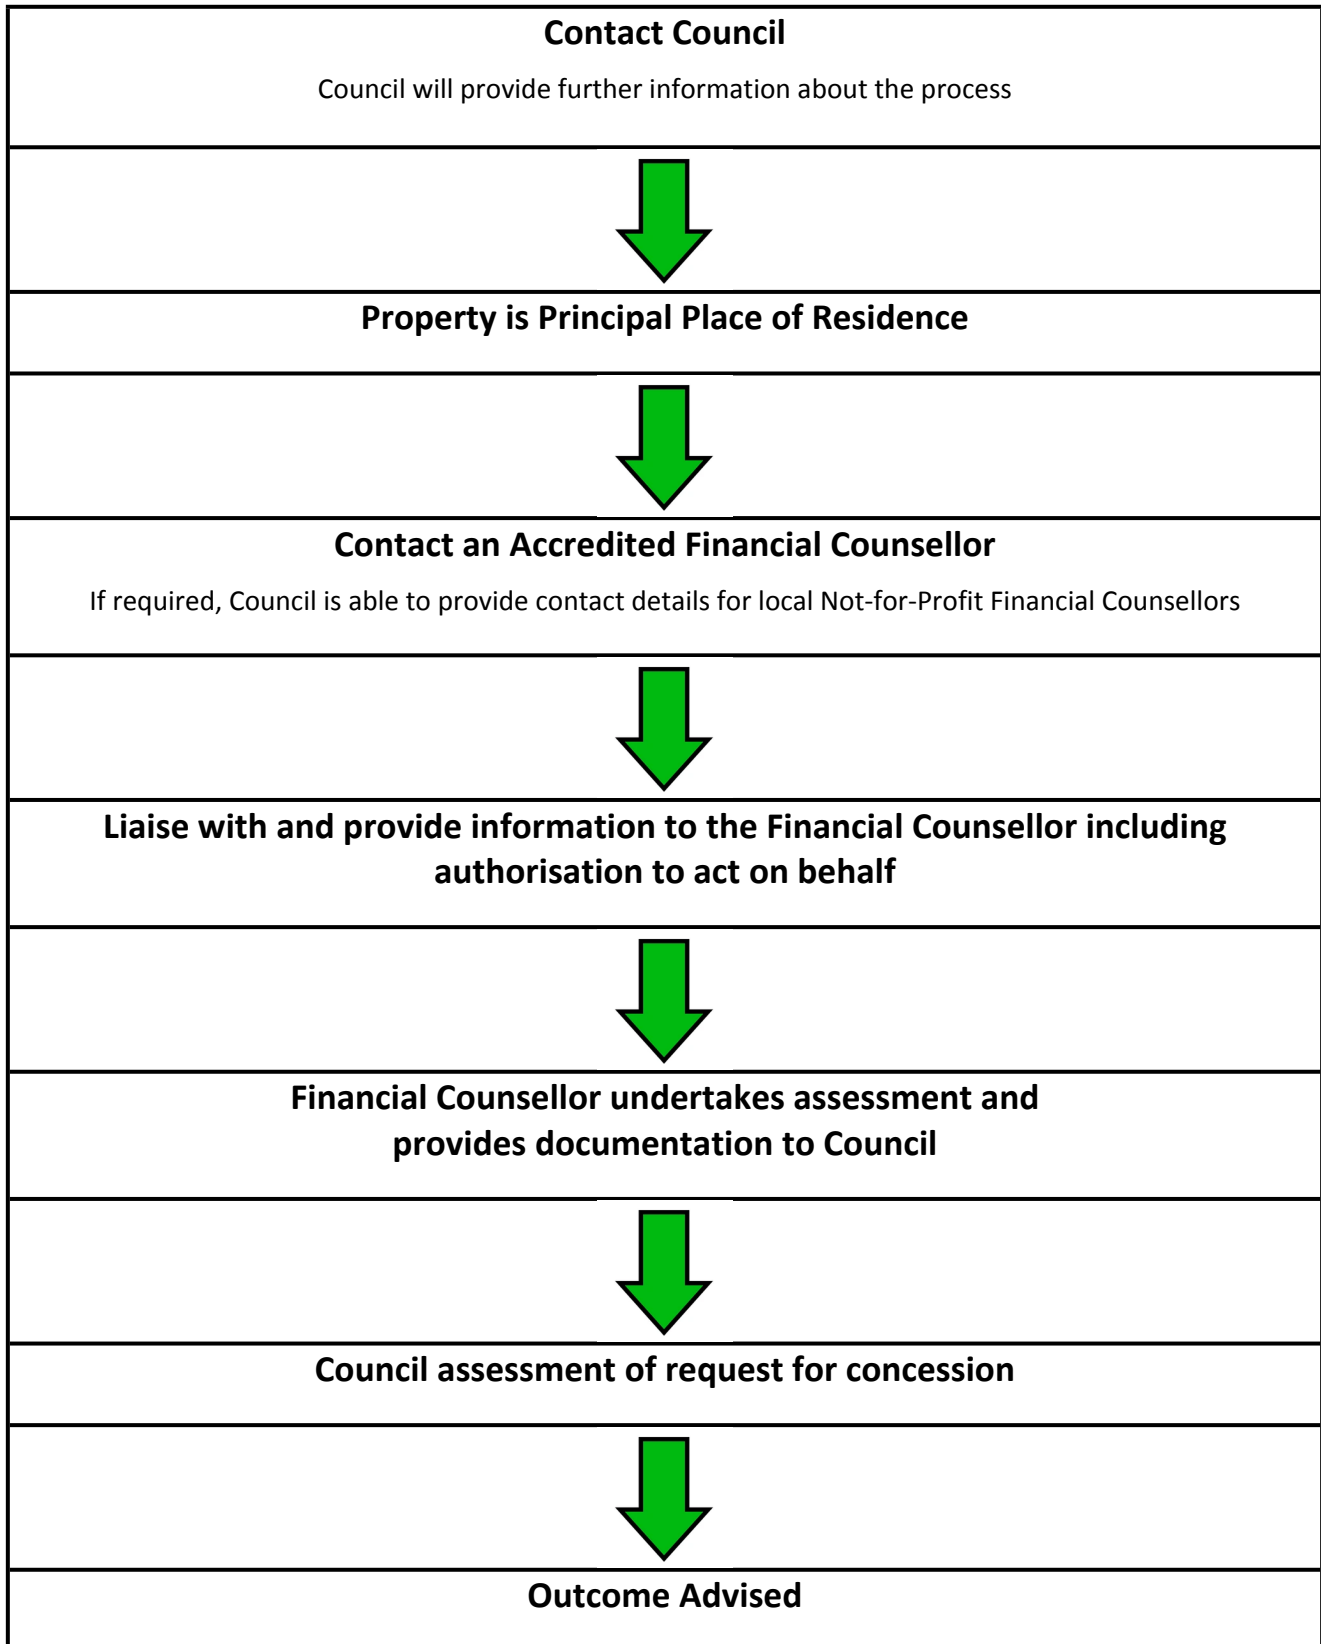 Contact Council
Council will provide further information about the process
Property is Principal Place of Residence
Contact an Accredited Financial Counsellor
If required, Council is able to provide contact details for local Not-for-Profit Financial Counsellors
Liaise with and provide information to the Financial Counsellor including
authorisation to act on behalf
Financial Counsellor undertakes assessment and
provides documentation to Council
Council assessment of request for concession
Outcome Advised